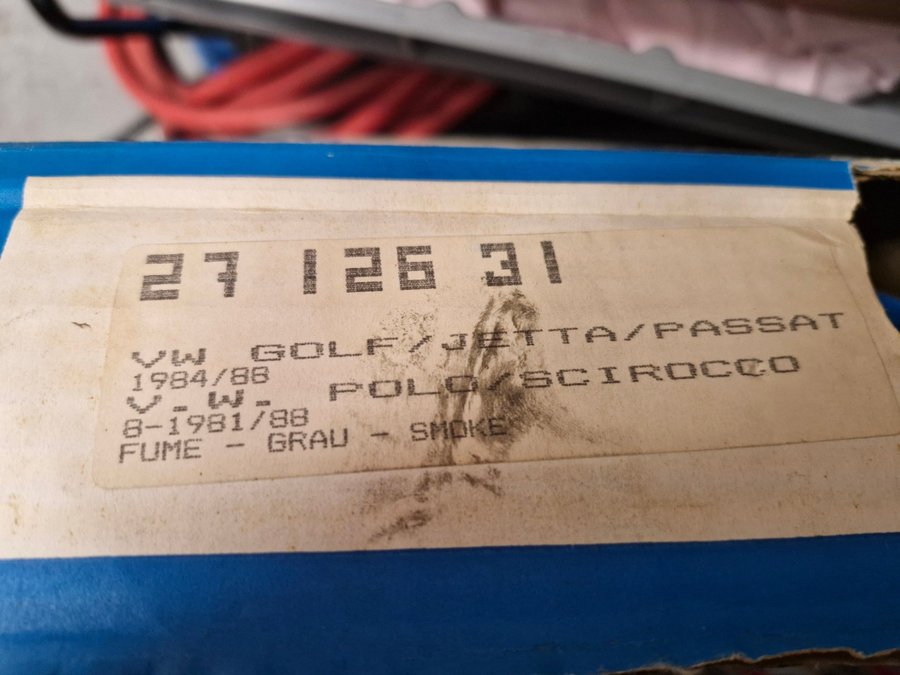 27 126 31
VW GOLF/JETTA/PASSAT
1984/88
V.W. POLO/SCIROCCO
8-1981/88
FUME - GRAU - SMOKE